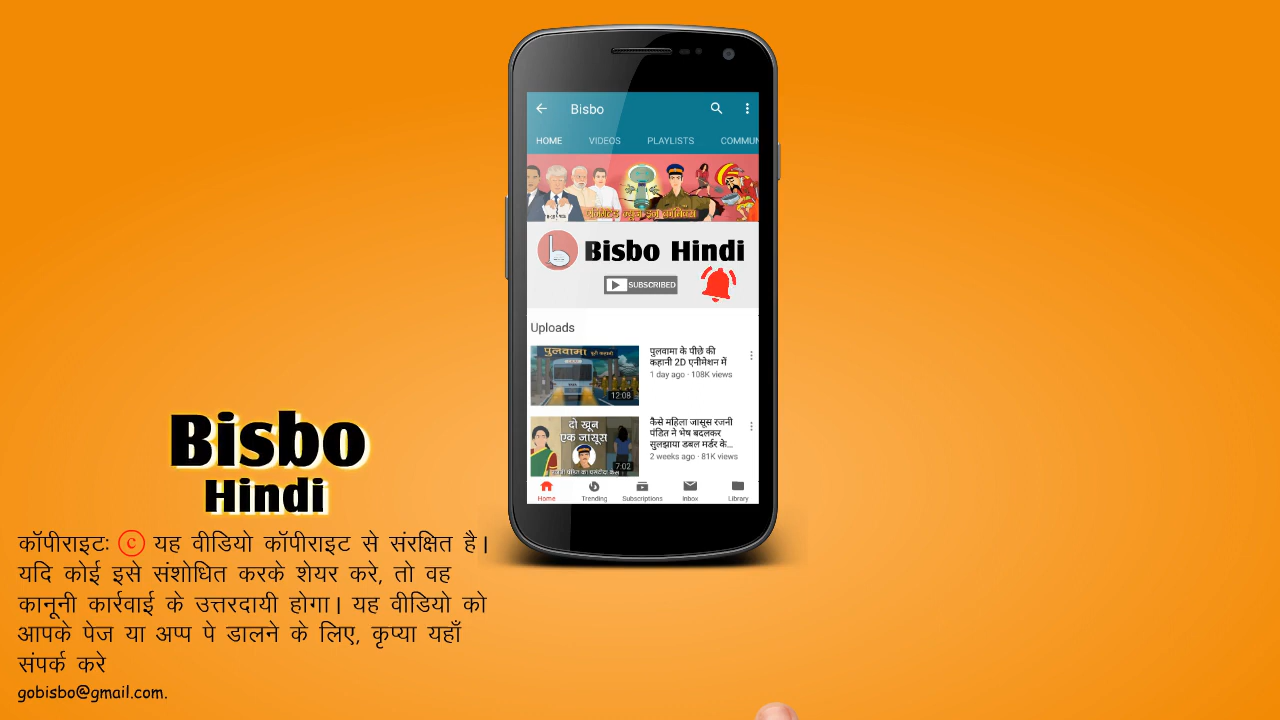 Bisbo
HOME VIDEOS PLAYLISTS COMMUN
Bisbo Hindi
SUBSCRIBED
Uploads
पुलवामा
12:08
पुलवामा के पीछे की
कहानी 2D एनीमेशन में
1 day ago · 108K views
दो खून
एक जासूस
7:02
कैसे महिला जासूस रजनी
पंडित ने भेष बदलकर
सुलझाया डबल मर्डर के...
2 weeks ago · 81K views
Home Trending Subscriptions Inbox Library
Bisbo
Hindi
कॉपीराइटः c यह वीडियो कॉपीराइट से संरक्षित है।
यदि कोई इसे संशोधित करके शेयर करे, तो वह
कानूनी कार्रवाई के उत्तरदायी होगा। यह वीडियो को
आपके पेज या अप्प पे डालने के लिए, कृप्या यहाँ
संपर्क करे
gobisbo@gmail.com.